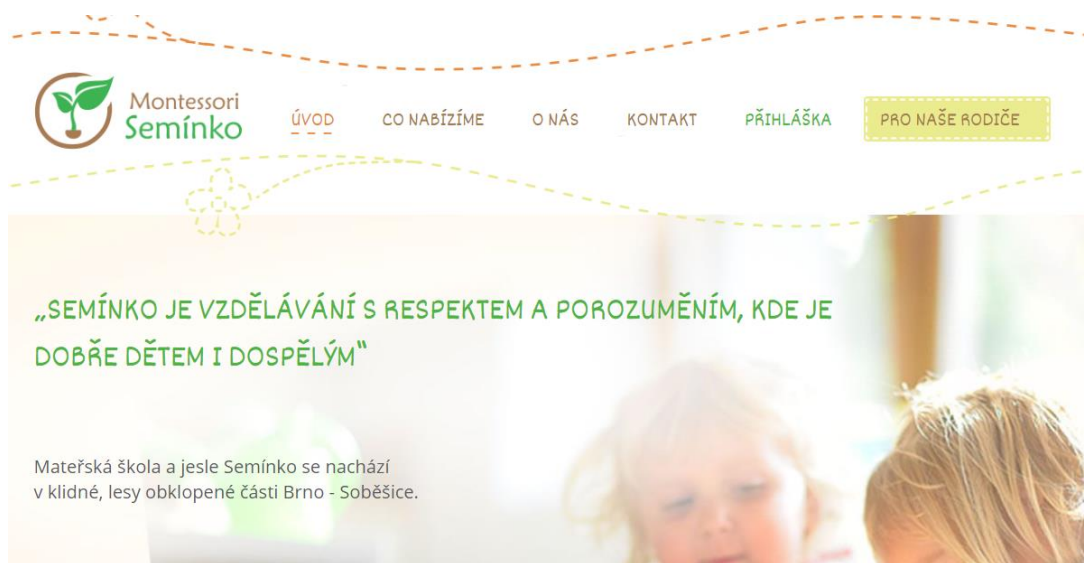 Montessori
Semínko
ÚVOD
CO NABÍZÍME
O NÁS
KONTAKT
PŘIHLÁŠKA
PRO NAŠE RODIČE
„SEMÍNKO JE VZDĚLÁVÁNÍ S RESPEKTEM A POROZUMĚNÍM, KDE JE
DOBŘE DĚTEM I DOSPĚLÝM“
Mateřská škola a jesle Semínko se nachází
v klidné, lesy obklopené části Brno - Soběšice.